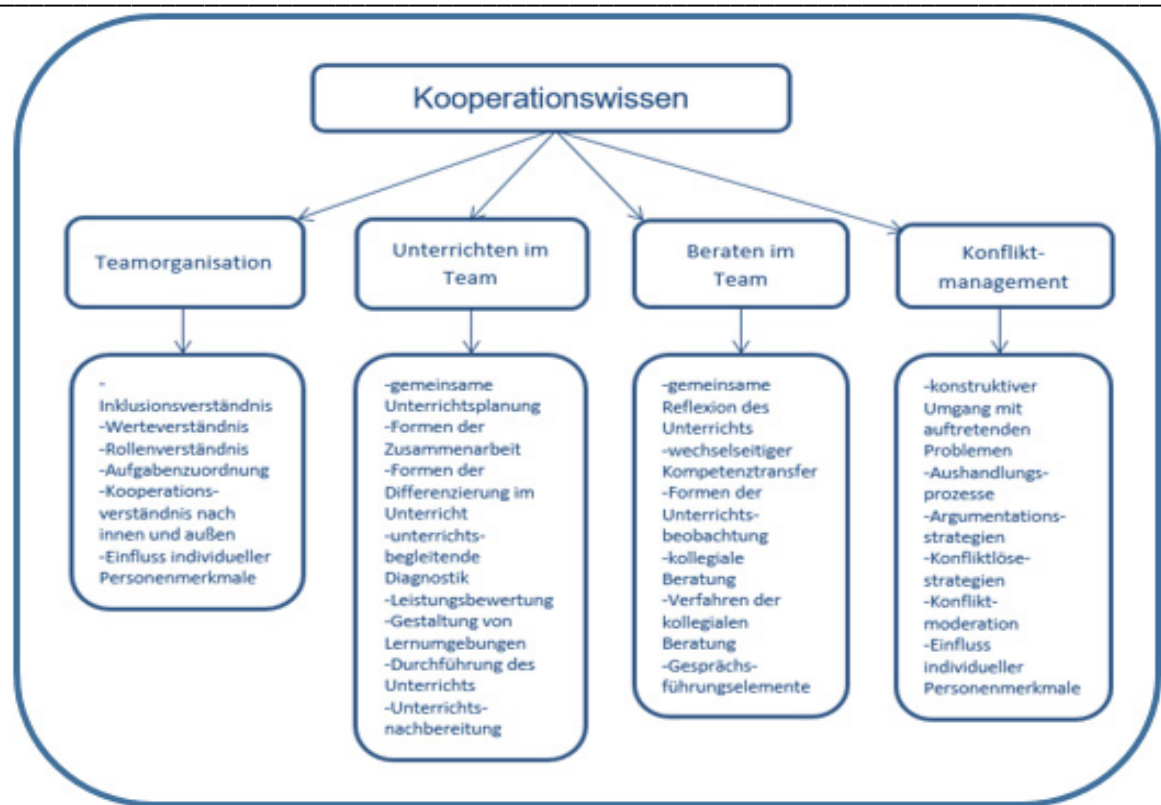 Kooperationswissen
Teamorganisation
Unterrichten im
Team
Beraten im
Team
Konflikt-
management
-
Inklusionsverständnis
-Werteverständnis
-Rollenverständnis
-Aufgabenzuordnung
-Kooperations-
verständnis nach
innen und außen
-Einfluss individueller
Personenmerkmale
-gemeinsame
Unterrichtsplanung
-Formen der
Zusammenarbeit
-Formen der
Differenzierung im
Unterricht
-unterrichts-
begleitende
Diagnostik
-Leistungsbewertung
-Gestaltung von
Lernumgebungen
-Durchführung des
Unterrichts
-Unterrichts-
nachbereitung
-gemeinsame
Reflexion des
Unterrichts
-wechselseitiger
Kompetenztransfer
-Formen der
Unterrichts-
beobachtung
-kollegiale
Beratung
-Verfahren der
kollegialen
Beratung
-Gesprächs-
führungselemente
-konstruktiver
Umgang mit
auftretenden
Problemen
-Aushandlungs-
prozesse
-Argumentations-
strategien
-Konfliktlöse-
strategien
-Konflikt-
moderation
-Einfluss
individueller
Personenmerkmale